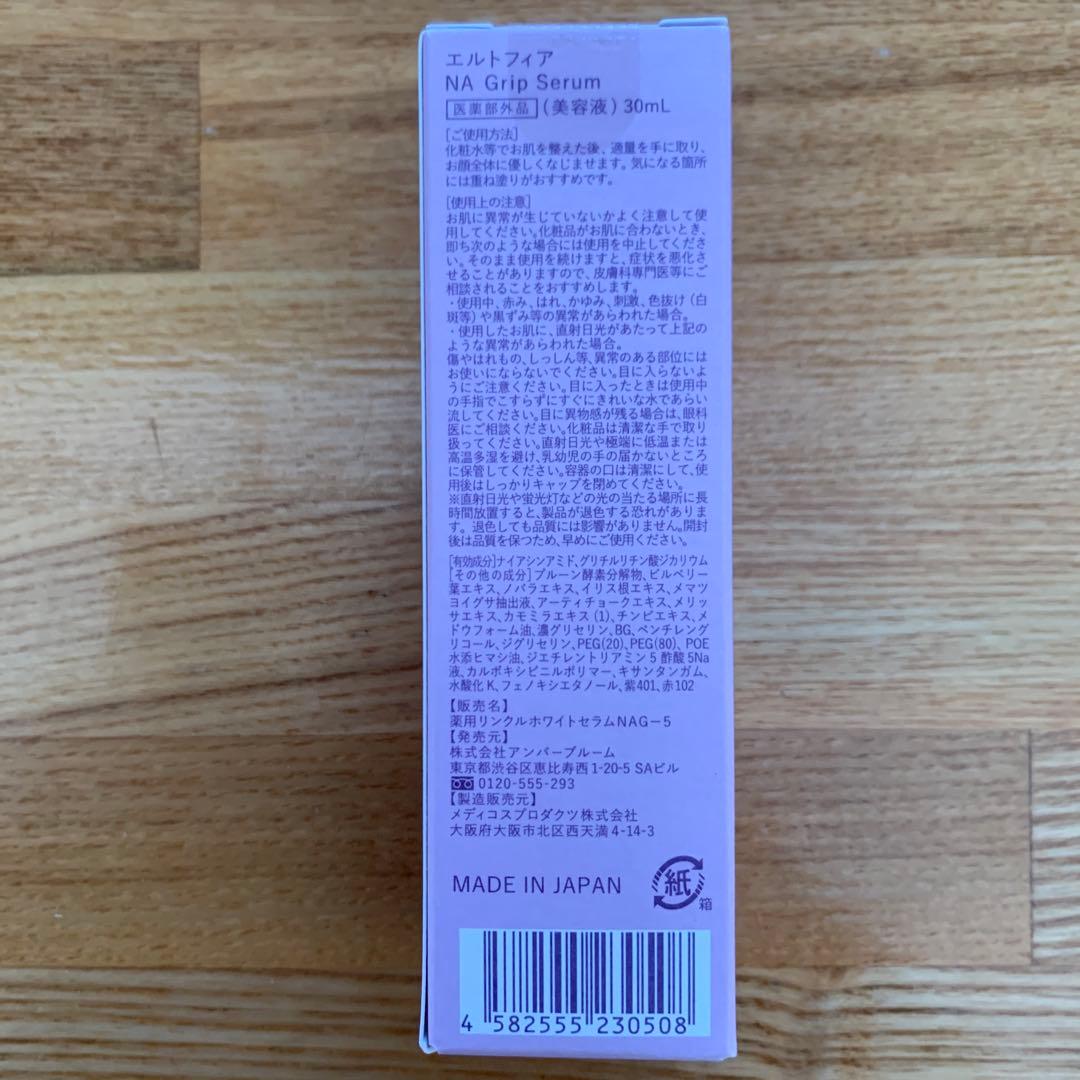 エルトフィア
NA Grip Serum
医薬部外品 (美容液) 30mL
[ご使用方法]
化粧水等でお肌を整えた後、適量を手に取り、
お顔全体に優しくなじませます。気になる箇所
には重ね塗りがおすすめです。
[使用上の注意]
お肌に異常が生じていないかよく注意して使
用してください。化粧品がお肌に合わないとき、
即ち次のような場合には使用を中止してくださ
い。そのまま使用を続けますと、症状を悪化さ
せることがありますので、皮膚科専門医等にご
相談されることをおすすめします。
・使用中、赤み、はれ、かゆみ、刺激、色抜け(白
斑等)や黒ずみ等の異常があらわれた場合。
・使用したお肌に、直射日光があたって上記の
ような異常があらわれた場合。
傷やはれもの、しっしん等、異常のある部位には
お使いにならないでください。目に入らないよ
うにご注意ください。目に入ったときは使用中
の手指でこすらずにすぐにきれいな水であらい
流してください。目に異物感が残る場合は、眼科
医にご相談ください。化粧品は清潔な手で取り
扱ってください。直射日光や極端に低温または
高温多湿を避け、乳幼児の手の届かないところ
に保管してください。容器の口は清潔にして、使
用後はしっかりキャップを閉めてください。
※直射日光や蛍光灯などの光の当たる場所に長
時間放置すると、製品が退色する恐れがありま
す。退色しても品質には影響がありません。開封
後は品質を保つため、早めにご使用ください。
[有効成分]ナイアシンアミド、グリチルリチン酸ジカリウム
[その他の成分]プルーン酵素分解物、ビルベリー
葉エキス、ノバラエキス、イリス根エキス、メマツ
ヨイグサ抽出液、アーティチョークエキス、メリッ
サエキス、カモミラエキス(1)、チンピエキス、メ
ドウフォーム油、濃グリセリン、BG、ペンチレング
リコール、ジグリセリン、PEG(20)、PEG(80)、POE
水添ヒマシ油、ジエチレントリアミン5酢酸5Na
液、カルボキシビニルポリマー、キサンタンガム、
水酸化K、フェノキシエタノール、紫401、赤102
【販売名】
薬用リンクルホワイトセラムNAG-5
【発売元】
株式会社アンバーブルーム
東京都渋谷区恵比寿西1-20-5 SAビル
0120-555-293
【製造販売元】
メディコスプロダクツ株式会社
大阪府大阪市北区西天満4-14-3
MADE IN JAPAN
紙
箱
4 582555 230508